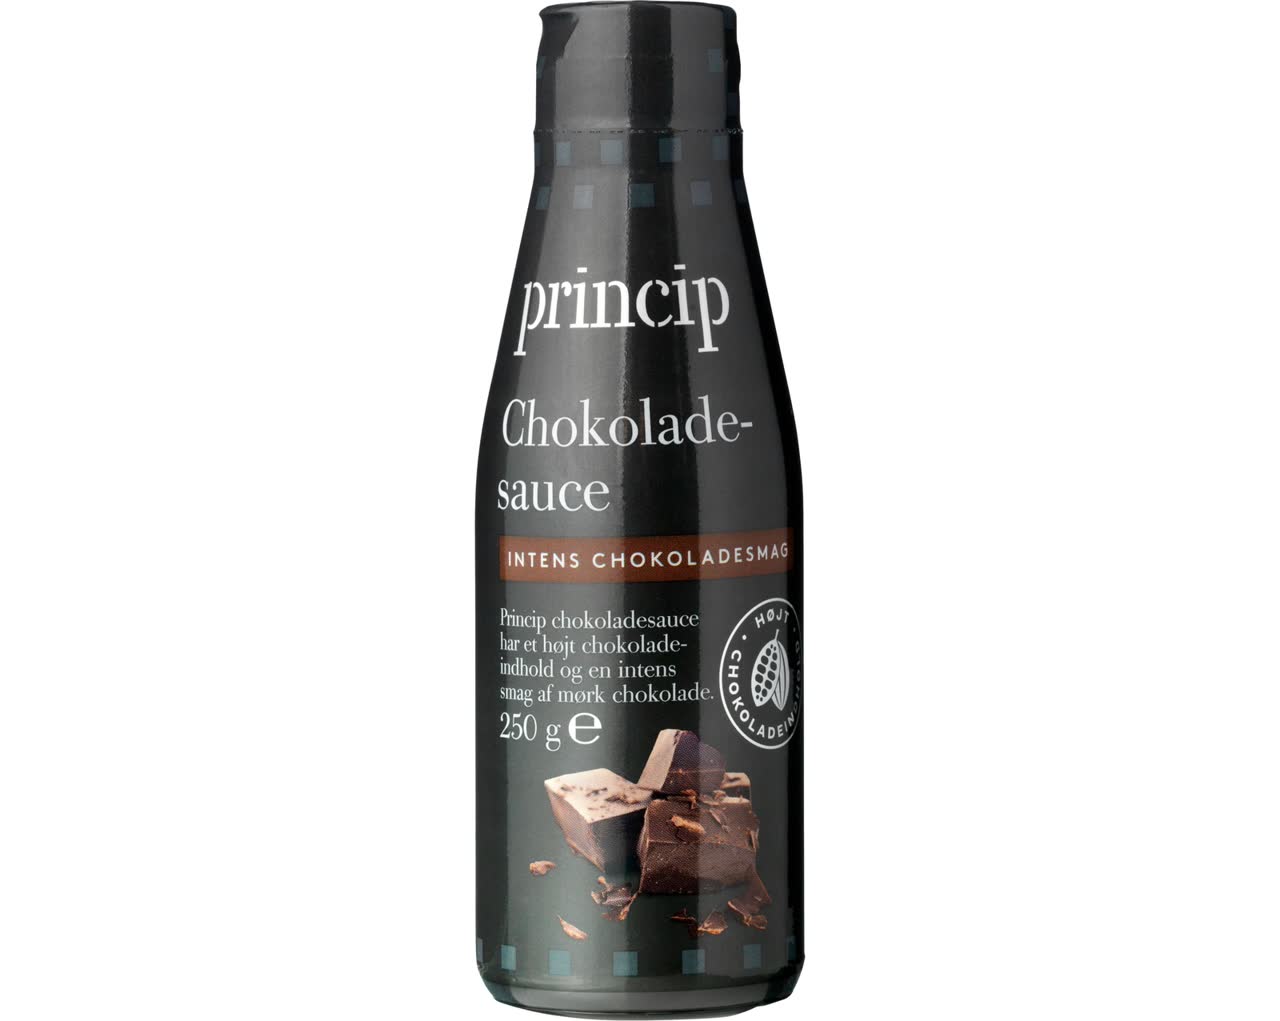 princip
Chokolade-
sauce
INTENS CHOKOLADESMAG
Princip chokoladesauce
har et højt chokolade-
indhold og en intens
smag af mørk chokolade.
250 g ℮
HØJT
CHOKOLADEINDHOLD